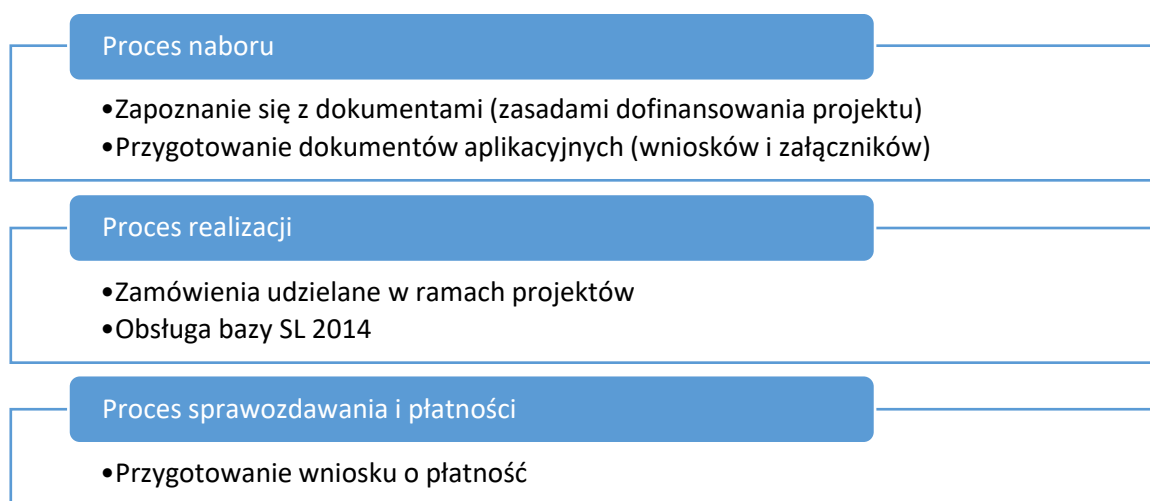 Proces naboru
•Zapoznanie się z dokumentami (zasadami dofinansowania projektu)
•Przygotowanie dokumentów aplikacyjnych (wniosków i załączników)
Proces realizacji
•Zamówienia udzielane w ramach projektów
•Obsługa bazy SL 2014
Proces sprawozdawania i płatności
•Przygotowanie wniosku o płatność